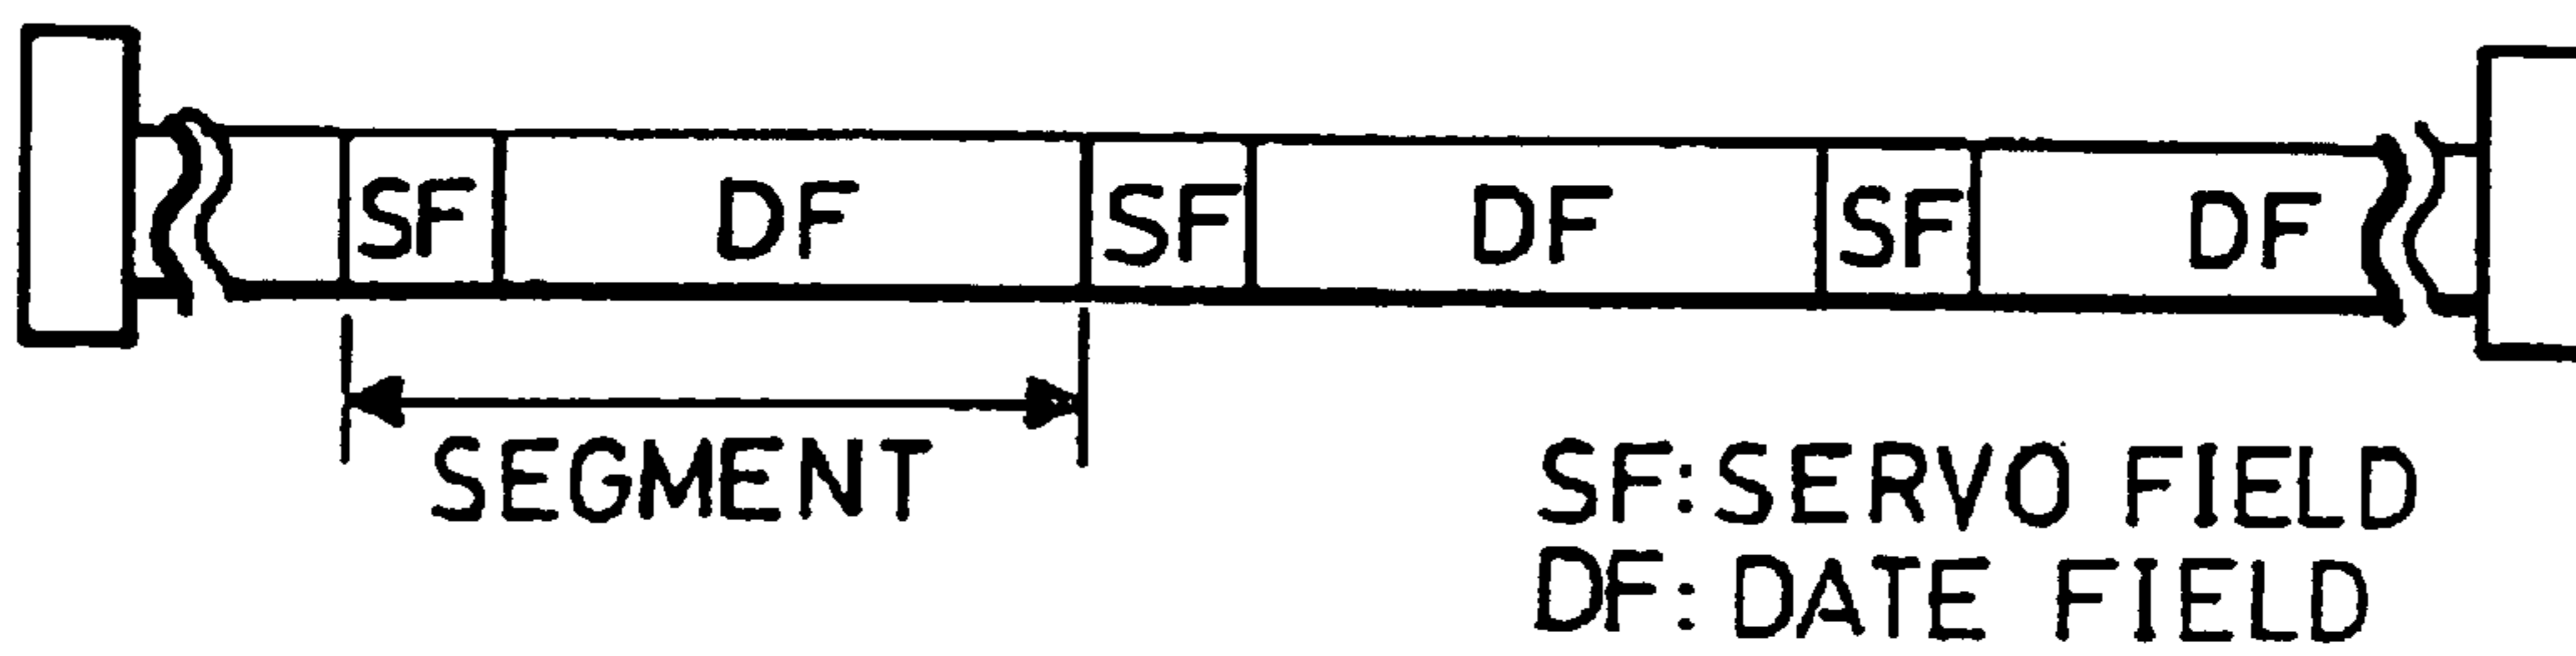 SF DF SF DF SF DF
SEGMENT
SF: SERVO FIELD
DF: DATE FIELD